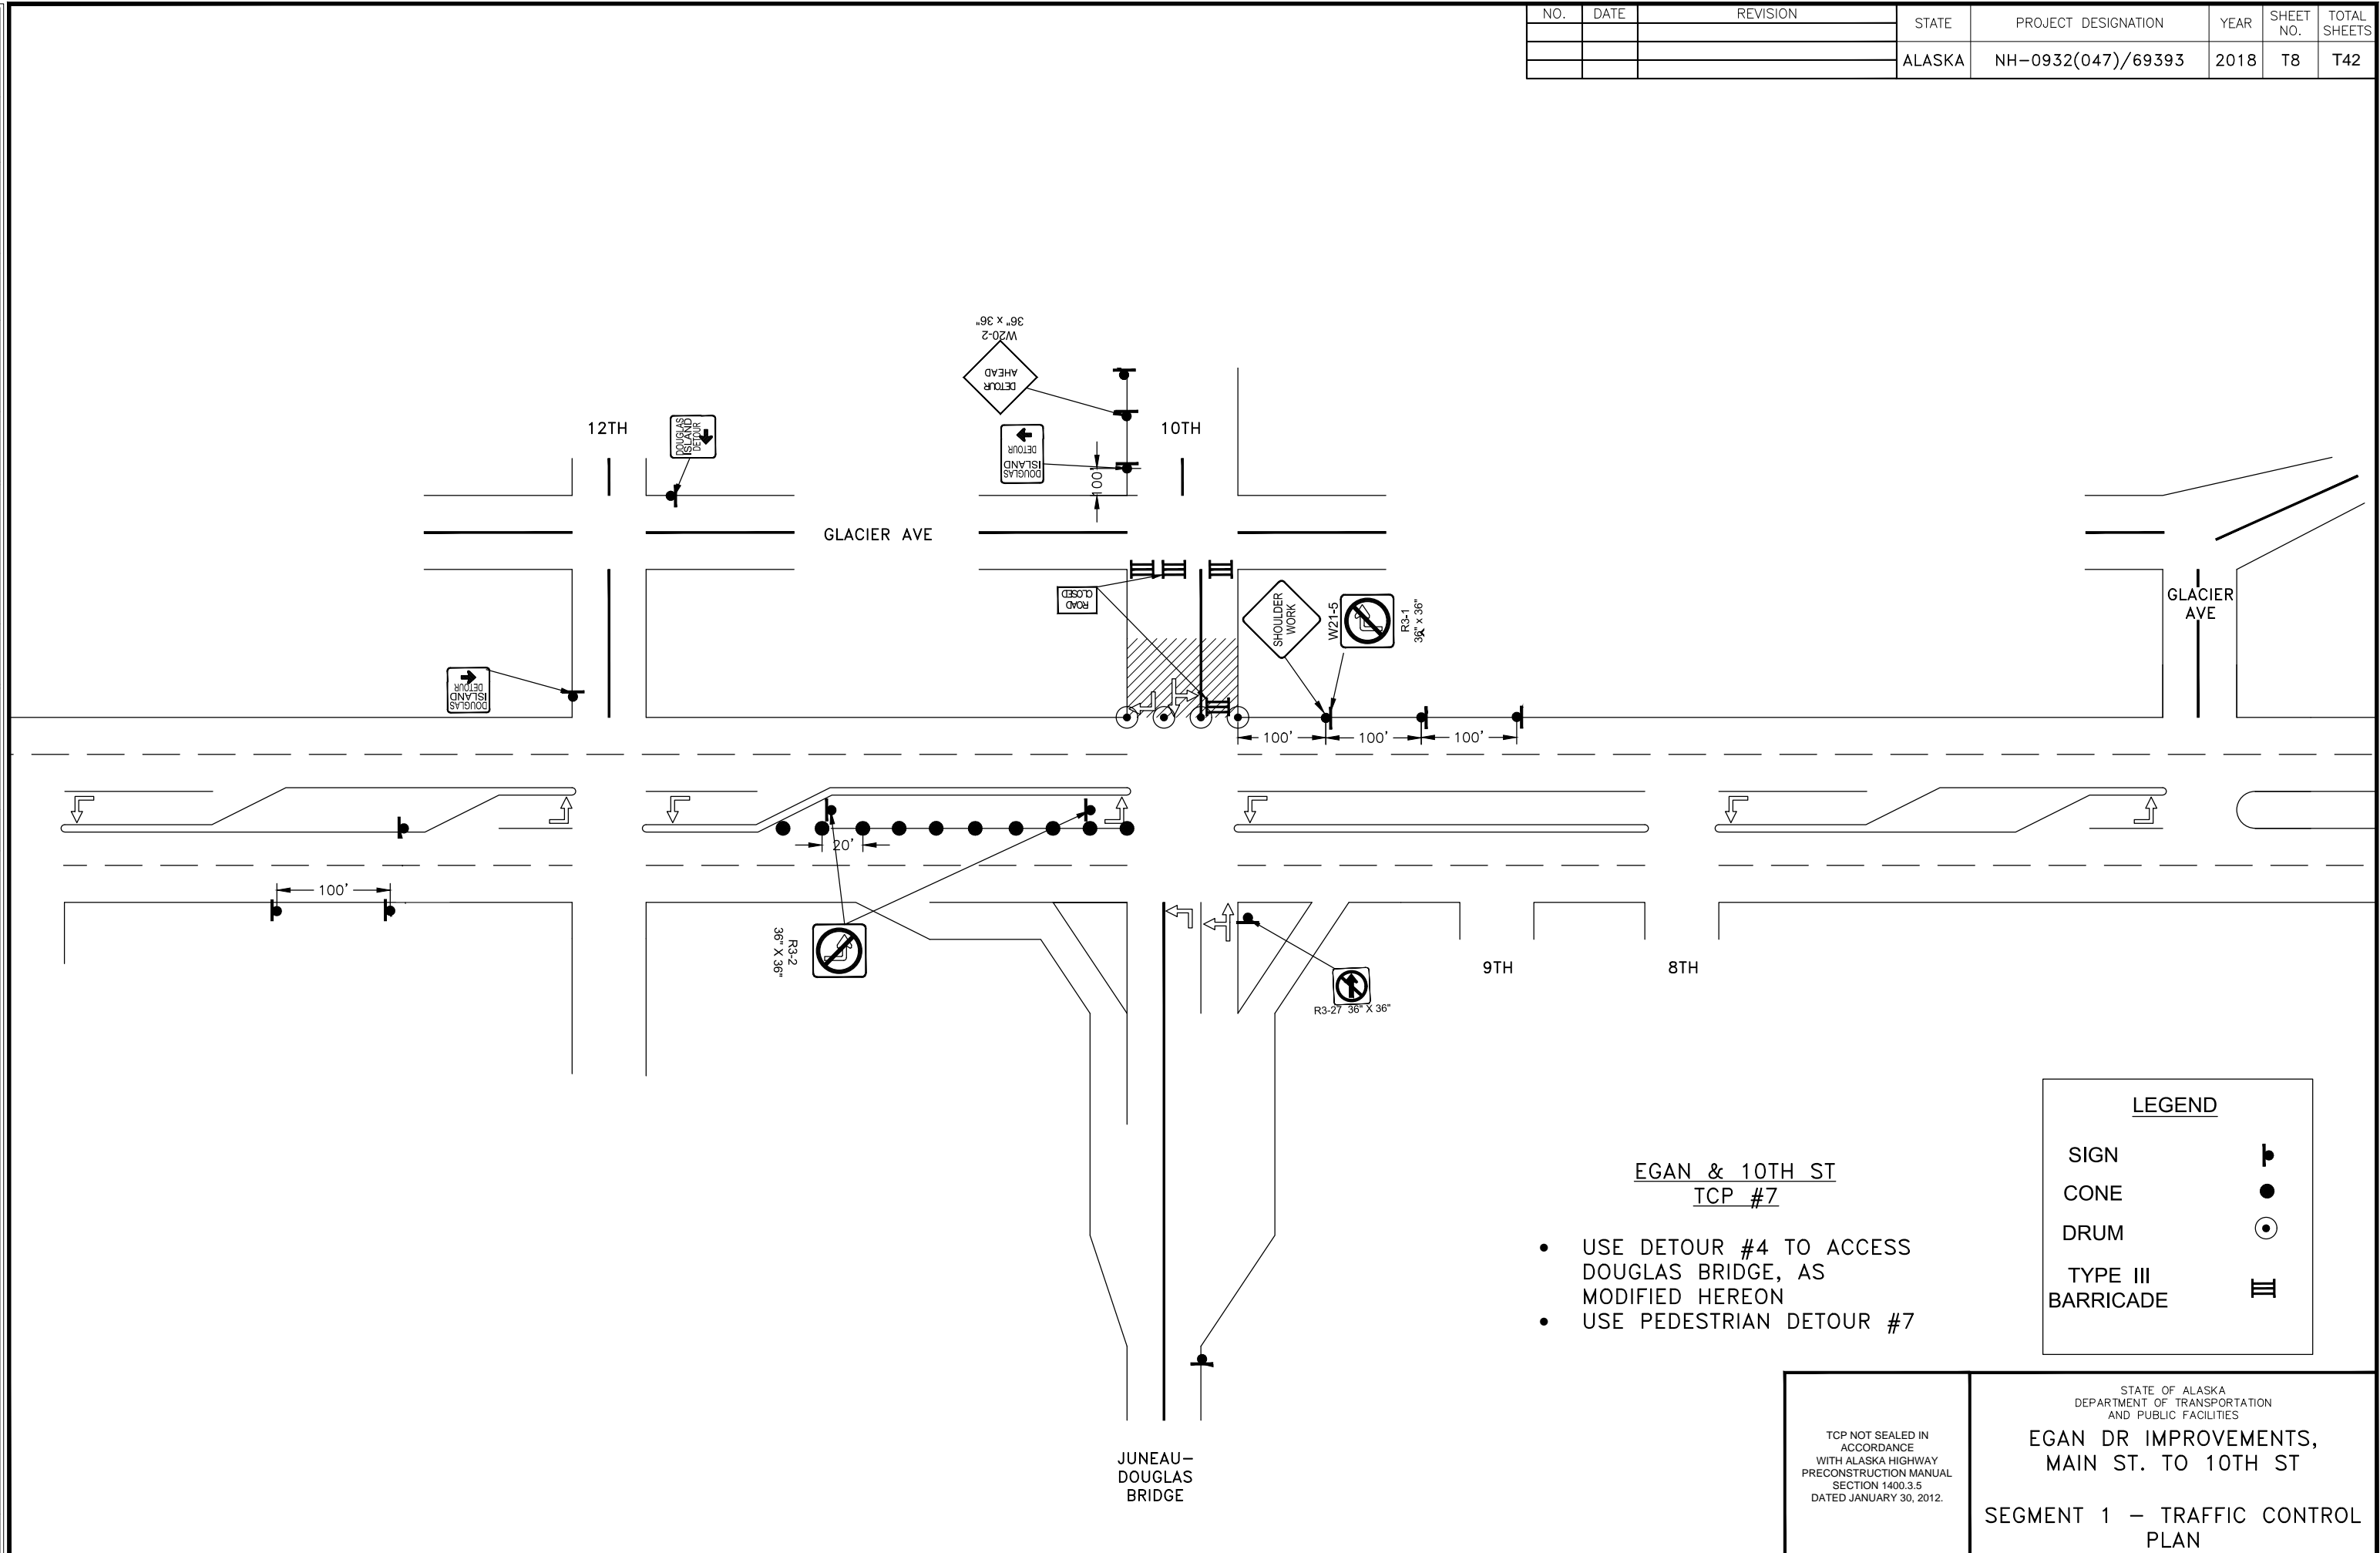 NO. DATE REVISION
STATE PROJECT DESIGNATION YEAR SHEET NO. TOTAL SHEETS
ALASKA NH-0932(047)/69393 2018 T8 T42
36" x 36"
W20-2
DETOUR
AHEAD
12TH
DOUGLAS
ISLAND
DETOUR
10TH
DOUGLAS
ISLAND
DETOUR
100'
GLACIER AVE
ROAD
CLOSED
SHOULDER
WORK
W21-5
R3-1
36" x 36"
GLACIER
AVE
DOUGLAS
ISLAND
DETOUR
100'
100'
100'
20'
100'
R3-2
36" X 36"
9TH
8TH
R3-27 36" X 36"
LEGEND
SIGN
CONE
DRUM
TYPE III
BARRICADE
EGAN & 10TH ST
TCP #7
• USE DETOUR #4 TO ACCESS
DOUGLAS BRIDGE, AS
MODIFIED HEREON
• USE PEDESTRIAN DETOUR #7
JUNEAU-
DOUGLAS
BRIDGE
TCP NOT SEALED IN
ACCORDANCE
WITH ALASKA HIGHWAY
PRECONSTRUCTION MANUAL
SECTION 1400.3.5
DATED JANUARY 30, 2012.
STATE OF ALASKA
DEPARTMENT OF TRANSPORTATION
AND PUBLIC FACILITIES
EGAN DR IMPROVEMENTS,
MAIN ST. TO 10TH ST
SEGMENT 1 - TRAFFIC CONTROL
PLAN